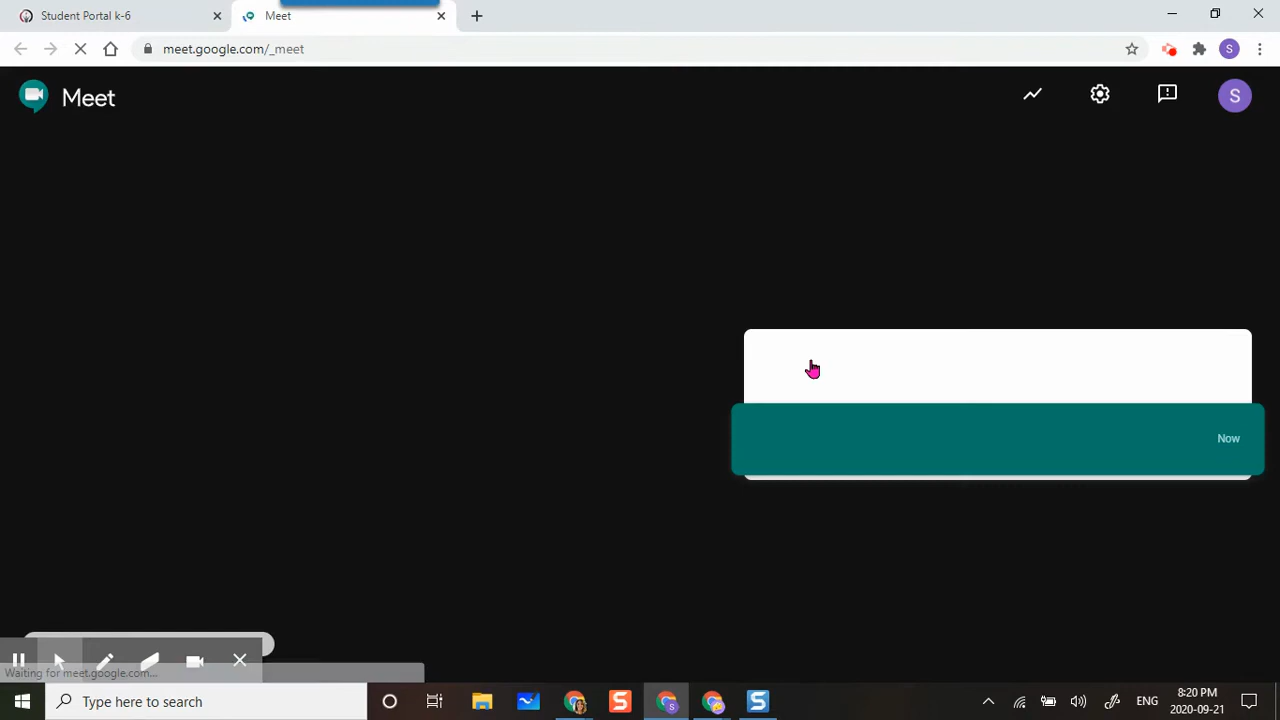 Student Portal k-6
Meet
meet.google.com/_meet
S
Meet
S
Now
Waiting for meet.google.com...
Type here to search
S
S
S
ENG
8:20 PM
2020-09-21